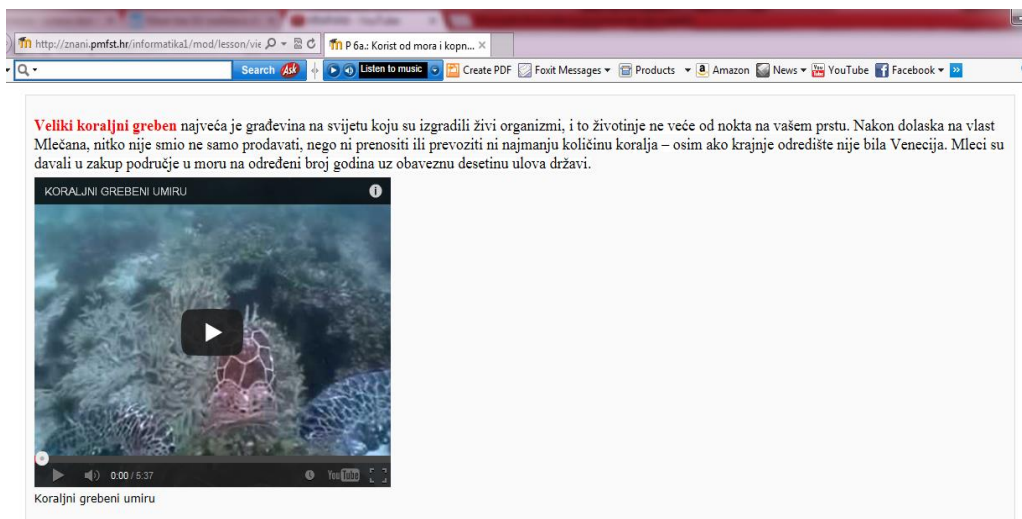 http://znani.pmfst.hr/informatika1/mod/lesson/vie
P 6a.: Korist od mora i kopn...
Search Ask Listen to music Create PDF Foxit Messages Products Amazon News YouTube Facebook
Veliki koraljni greben najveća je građevina na svijetu koju su izgradili živi organizmi, i to životinje ne veće od nokta na vašem prstu. Nakon dolaska na vlast
Mlečana, nitko nije smio ne samo prodavati, nego ni prenositi ili prevoziti ni najmanju količinu koralja – osim ako krajnje odredište nije bila Venecija. Mleci su
davali u zakup područje u moru na određeni broj godina uz obaveznu desetinu ulova državi.
KORALJNI GREBENI UMIRU
0:00 / 5:37 YouTube
Koraljni grebeni umiru